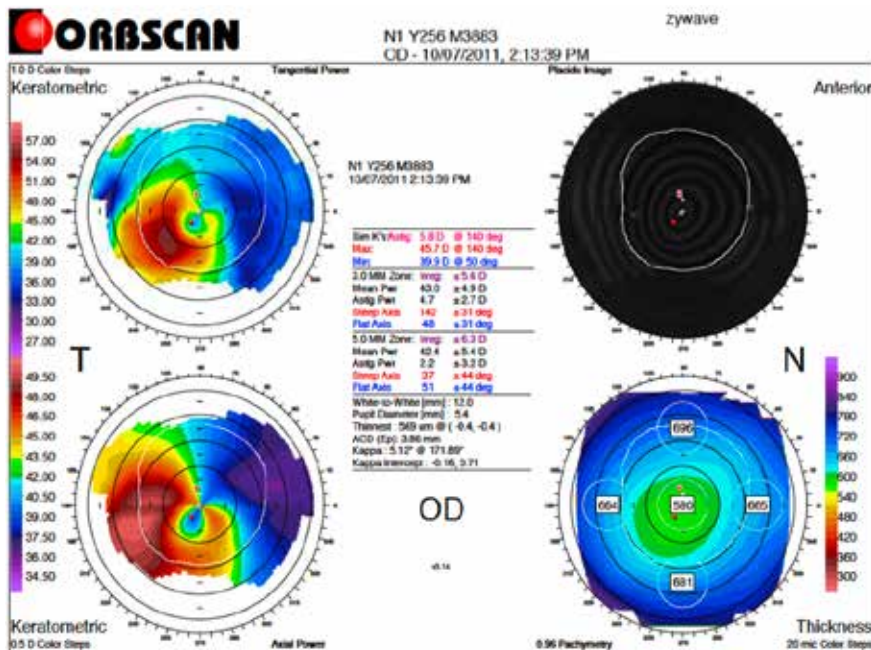 ORBSCAN
zywave
N1 Y256 M3883
OD - 10/07/2011, 2:13:39 PM
1.0 D Color Steps
Tangential Power
Placido Image
Keratometric
Anterior
57.00
54.00
51.00
48.00
45.00
42.00
39.00
36.00
33.00
30.00
27.00
N1 Y256 M3883
10/07/2011 2:13:39 PM
Sim K's: Astig: 5.8 D @ 140 deg
Max: 45.7 D @ 140 deg
Min: 39.9 D @ 50 deg
3.0 MM Zone: Irreg: ± 5.6 D
Mean Pwr 43.0 ± 4.9 D
Astig Pwr 4.7 ± 2.7 D
Steep Axis 142 ± 31 deg
Flat Axis 48 ± 31 deg
5.0 MM Zone: Irreg: ± 6.3 D
Mean Pwr 42.4 ± 5.4 D
Astig Pwr 2.2 ± 3.2 D
Steep Axis 37 ± 44 deg
Flat Axis 51 ± 44 deg
White-to-White [mm] : 12.0
Pupil Diameter [mm] : 5.4
Thinnest : 569 um @ ( -0.4, -0.4 )
ACD (Ep): 3.86 mm
Kappa : 5.12° @ 171.89°
Kappa Intercept : -0.16, 0.71
T
N
49.50
48.00
46.50
45.00
43.50
42.00
40.50
39.00
37.50
36.00
34.50
OD
900
840
780
720
660
600
540
480
420
360
300
696
664
580
665
681
Keratometric
Thickness
0.5 D Color Steps
Axial Power
0.96 Pachymetry
20 mic Color Steps